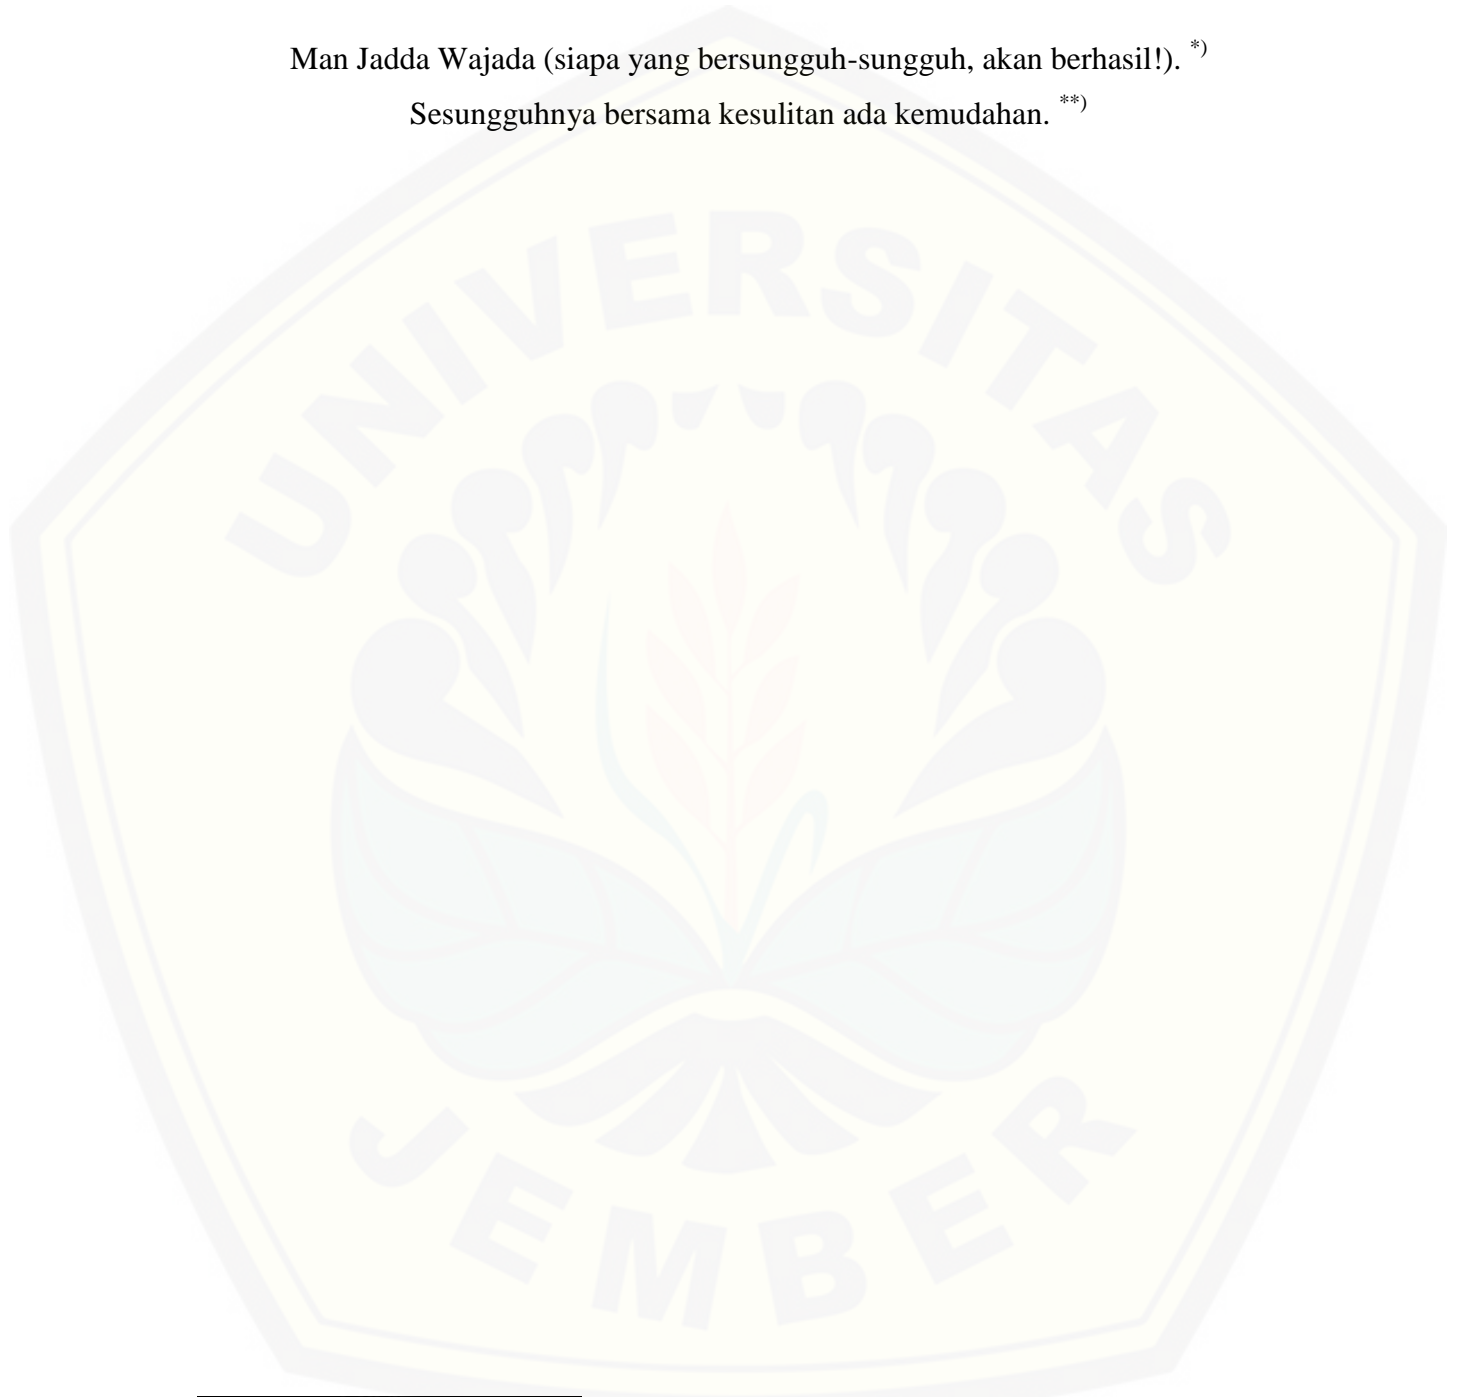 Man Jadda Wajada (siapa yang bersungguh-sungguh, akan berhasil!). *)
Sesungguhnya bersama kesulitan ada kemudahan. **)
UNIVERSITAS
JEMBER